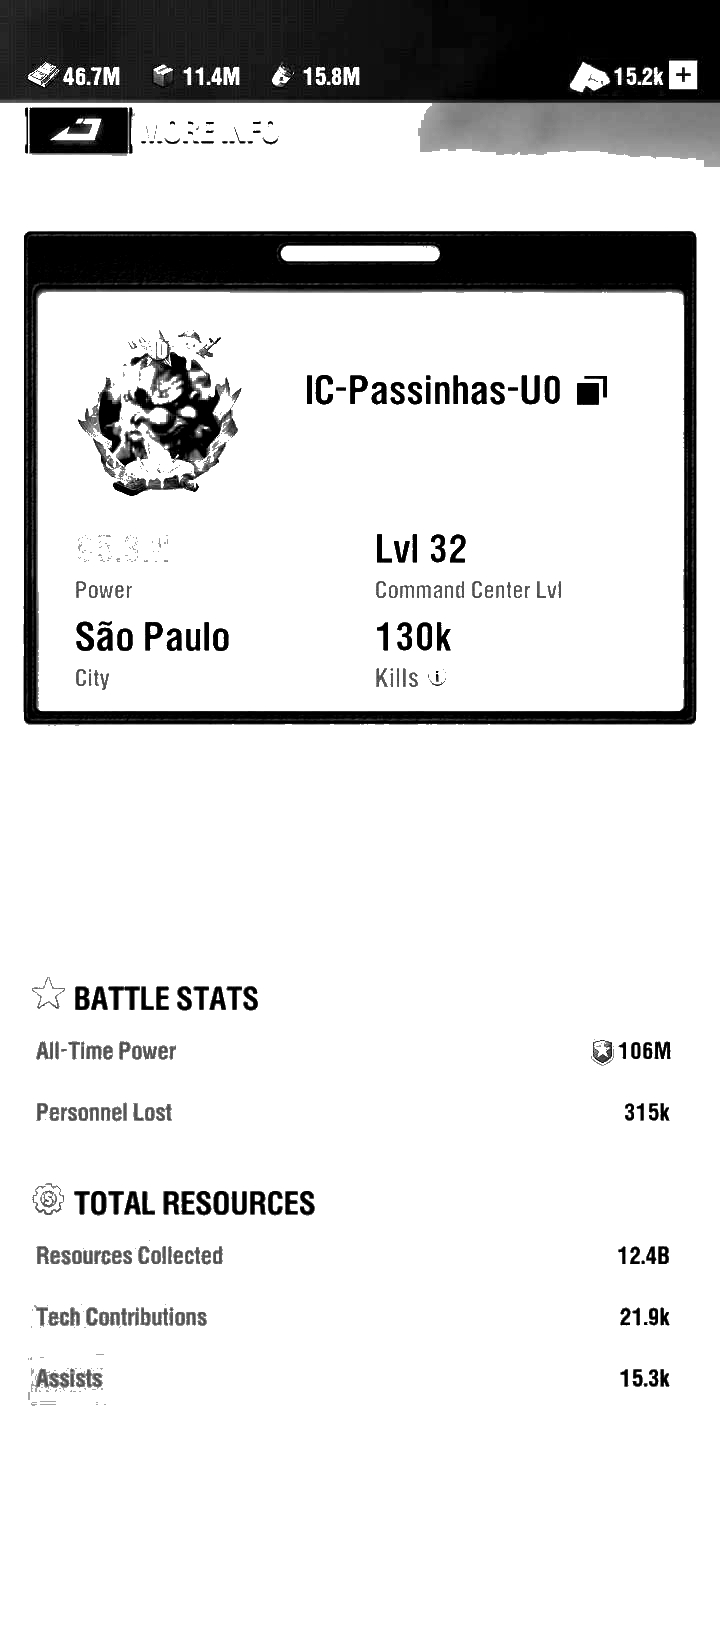 46.7M 11.4M 15.8M 15.2k +
MORE INFO
IC-Passinhas-U0
Lvl 32
Power Command Center Lvl
São Paulo 130k
City Kills
BATTLE STATS
All-Time Power 106M
Personnel Lost 315k
TOTAL RESOURCES
Resources Collected 12.4B
Tech Contributions 21.9k
Assists 15.3k